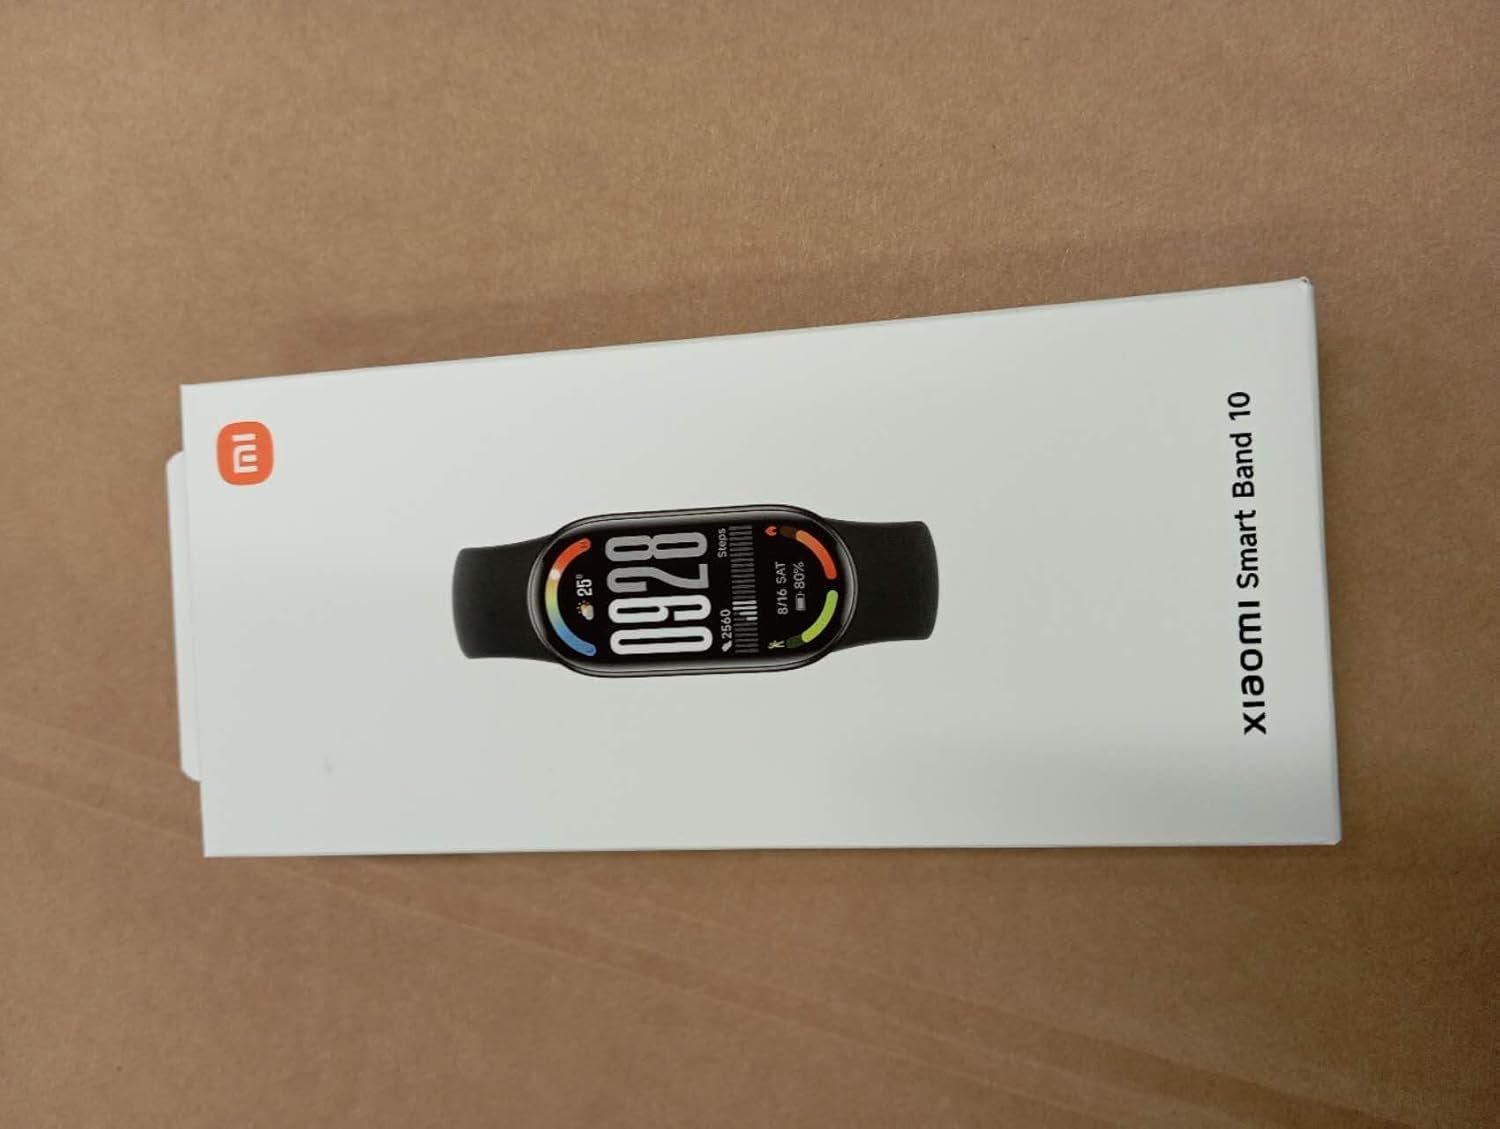 mi
25°
0928
2560 Steps
8/16 SAT
80%
xiaomi Smart Band 10